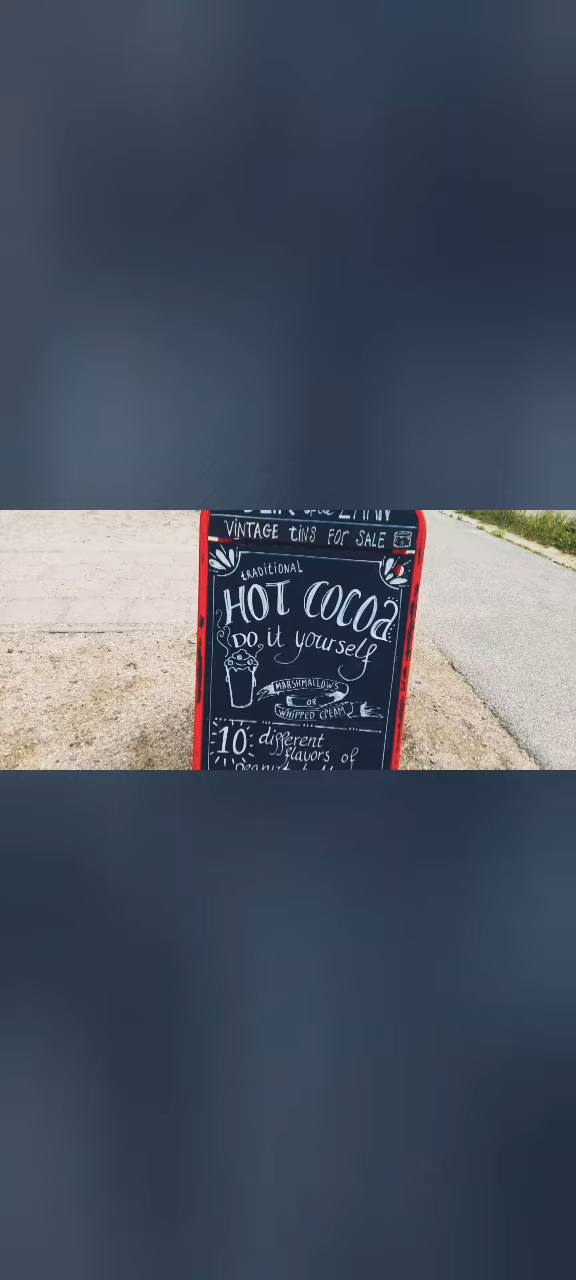 VINTAGE tINS FOR SALE
tRADITIONAL
HOT COCOa
DO it yourself
MARSHMALLOWS
OR
WHIPPED CREAM
10 different
flavors of